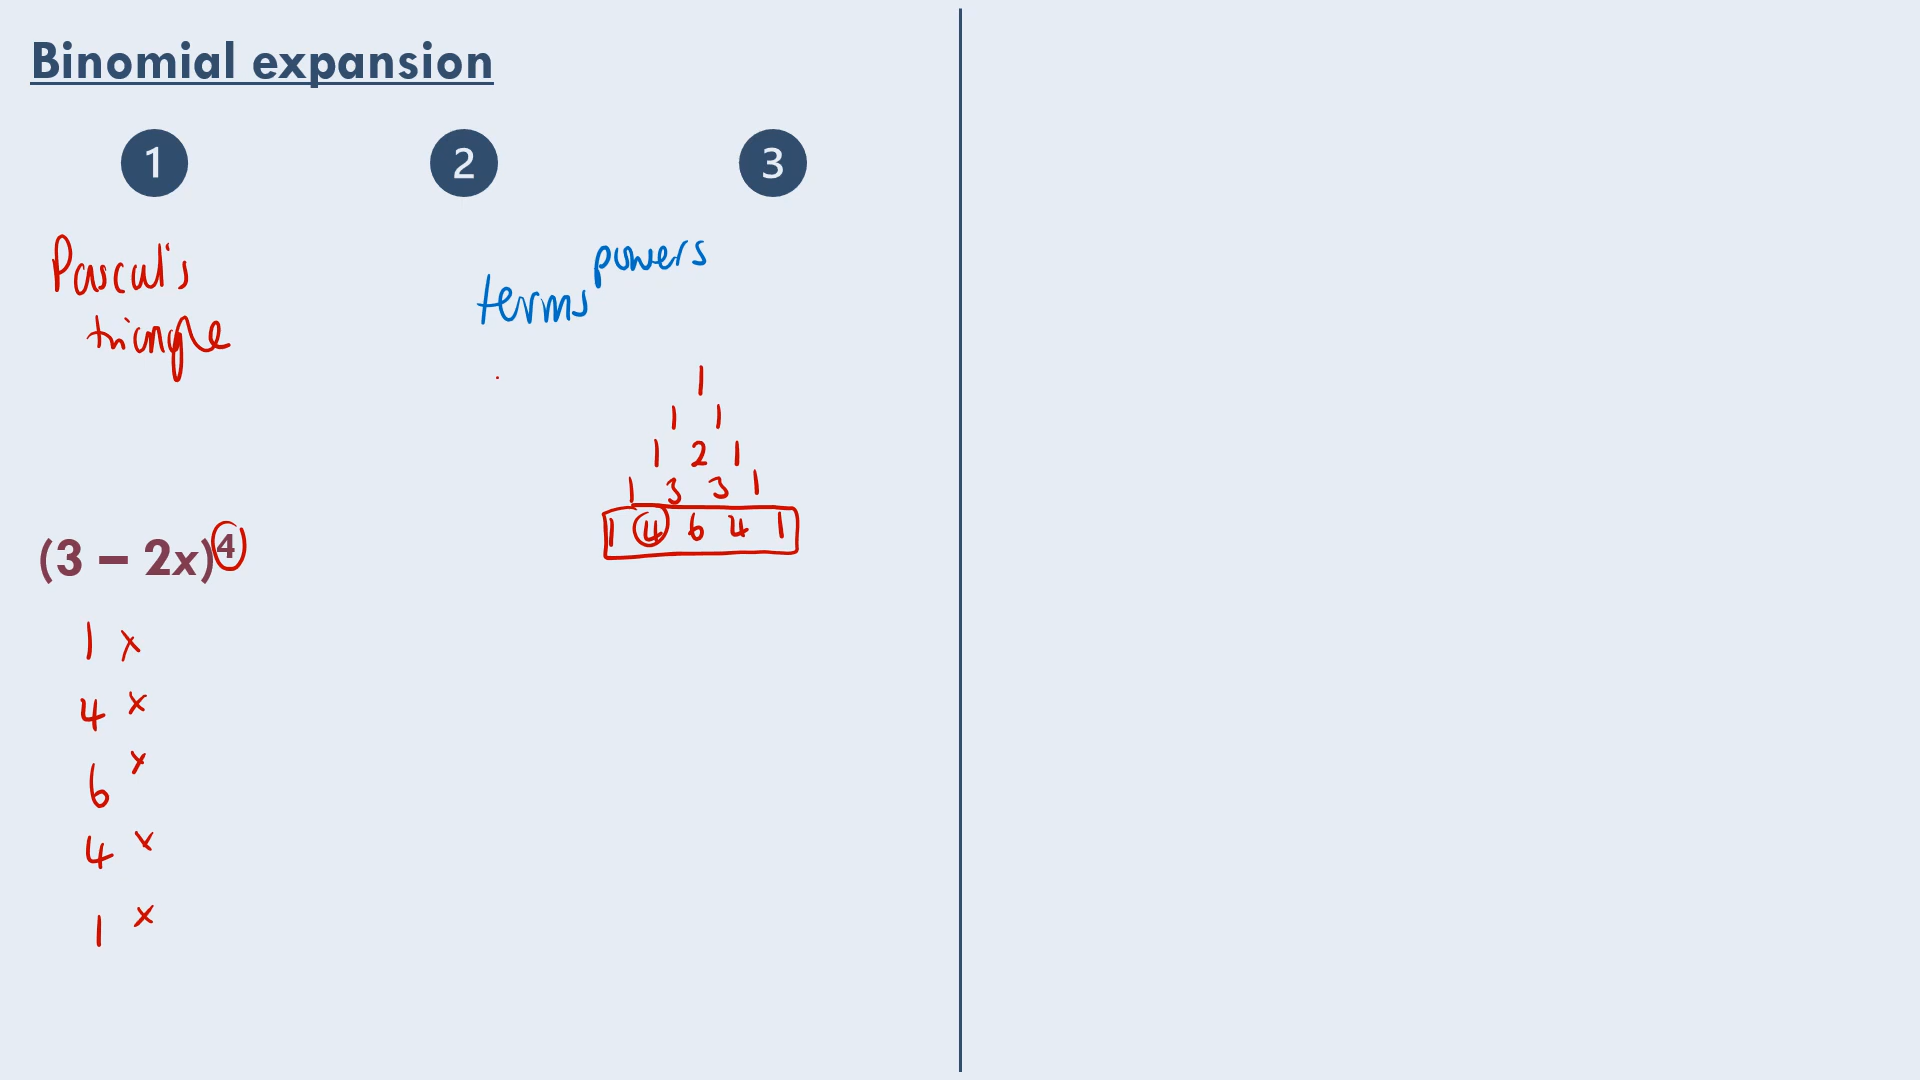 Binomial expansion
1 2 3
Pascal's
triangle
terms powers
1
1 1
1 2 1
1 3 3 1
1 4 6 4 1
(3 – 2x)⁴
1 ×
4 ×
6 ×
4 ×
1 ×